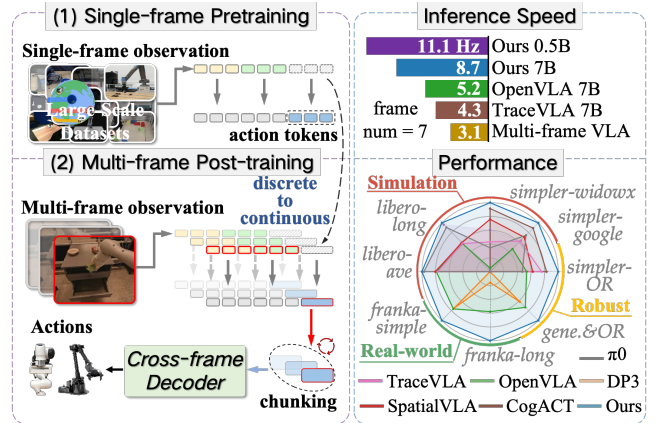 (1) Single-frame Pretraining
Single-frame observation
Large Scale
Datasets
action tokens
(2) Multi-frame Post-training
discrete
to
continuous
Multi-frame observation
Actions
Cross-frame
Decoder
chunking
Inference Speed
11.1 Hz Ours 0.5B
8.7 Ours 7B
5.2 OpenVLA 7B
frame 4.3 TraceVLA 7B
num = 7 3.1 Multi-frame VLA
Performance
Simulation
simpler-widowx
libero-
long
simpler-
google
libero-
ave
simpler-
OR
franka-
simple
Robust
gene.&OR
Real-world
franka-long
π0
TraceVLA OpenVLA DP3
SpatialVLA CogACT Ours